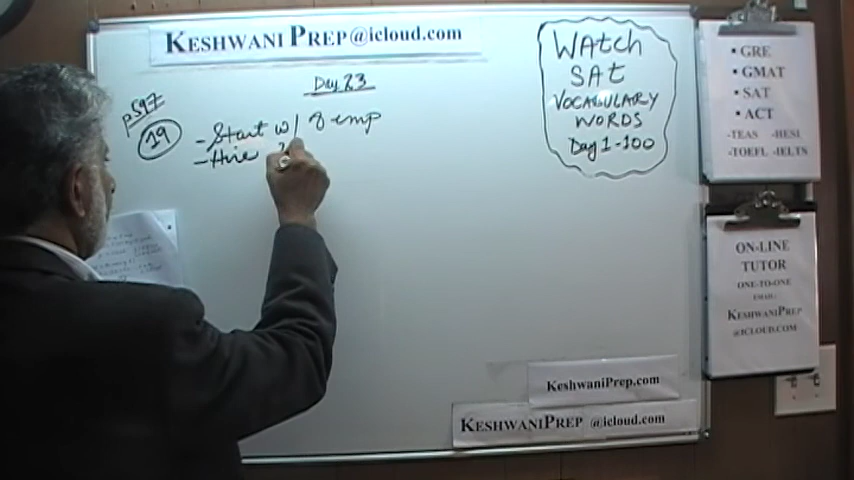 KESHWANI PREP@icloud.com
Day 23
p597
19
- Start w/ 8 emp
- Hire
WAtch
SAt
VOCABULARY
WORDS
Day 1-100
▪ GRE
▪ GMAT
▪ SAT
▪ ACT
-TEAS -HESI
-TOEFL -IELTS
ON-LINE
TUTOR
ONE-TO-ONE
EMAIL:
KESHWANIPREP
@ICLOUD.COM
KeshwaniPrep.com
KESHWANIPREP @icloud.com